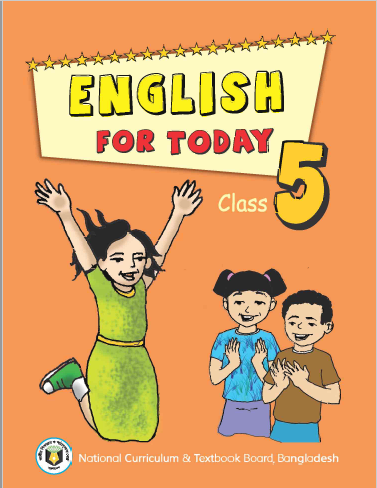 ENGLISH
FOR TODAY
Class 5
National Curriculum & Textbook Board, Bangladesh